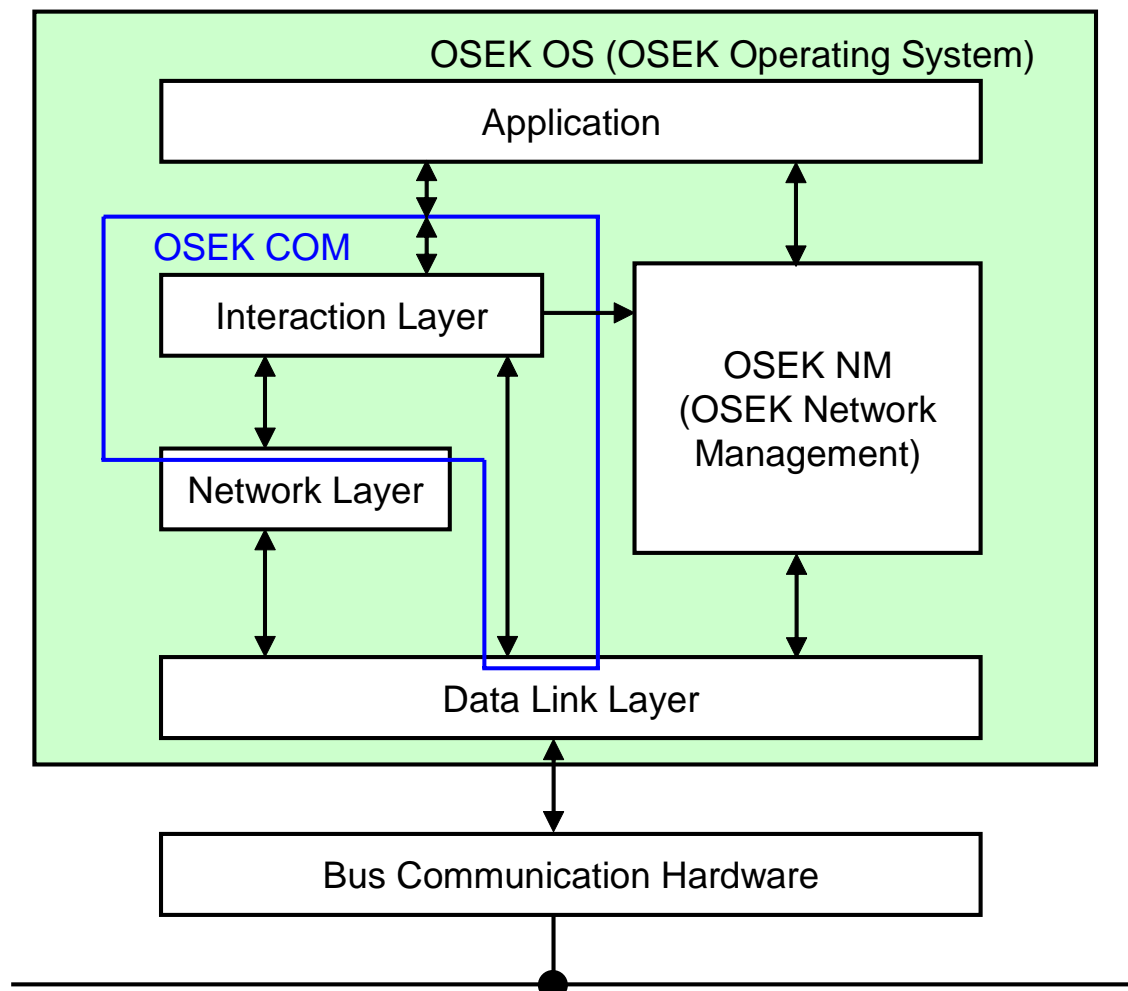 OSEK OS (OSEK Operating System)
Application
OSEK COM
Interaction Layer
OSEK NM
(OSEK Network
Management)
Network Layer
Data Link Layer
Bus Communication Hardware